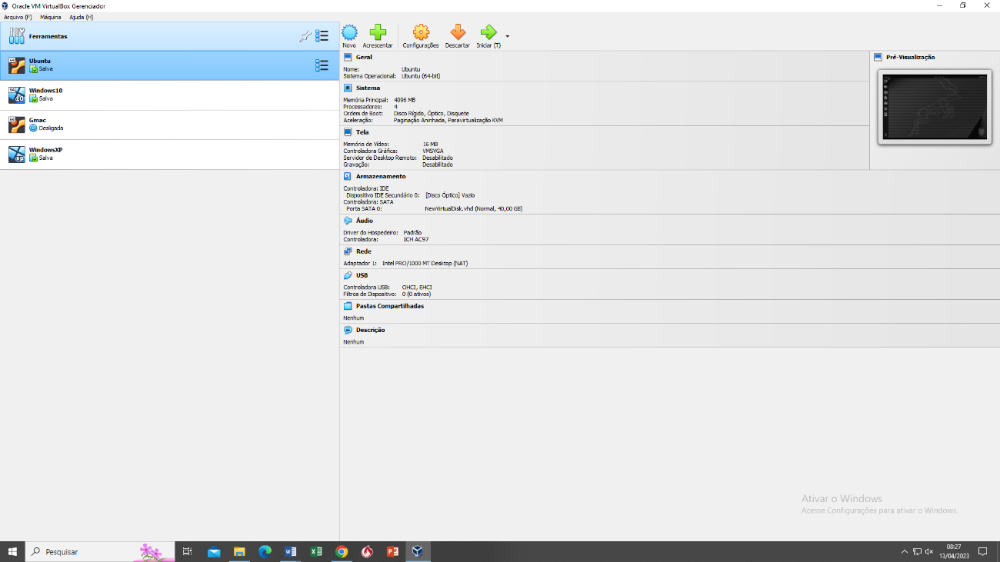 Oracle VM VirtualBox Gerenciador
Arquivo (F) Máquina Ajuda (H)
Ferramentas
Ubuntu
Salva
Windows10
Salva
Gmac
Desligada
WindowsXP
Salva
Novo Acrescentar Configurações Descartar Iniciar (T)
Geral
Nome: Ubuntu
Sistema Operacional: Ubuntu (64-bit)
Sistema
Memória Principal: 4096 MB
Processadores: 4
Ordem de Boot: Disco Rígido, Óptico, Disquete
Aceleração: Paginação Aninhada, Paravirtualização KVM
Tela
Memória de Vídeo: 16 MB
Controladora Gráfica: VMSVGA
Servidor de Desktop Remoto: Desabilitado
Gravação: Desabilitado
Pré-Visualização
Armazenamento
Controladora: IDE
Dispositivo IDE Secundário 0: [Disco Óptico] Vazio
Controladora: SATA
Porta SATA 0: NewVirtualDisk.vhd (Normal, 40,00 GB)
Áudio
Driver do Hospedeiro: Padrão
Controladora: ICH AC97
Rede
Adaptador 1: Intel PRO/1000 MT Desktop (NAT)
USB
Controladora USB: OHCI, EHCI
Filtros de Dispositivo: 0 (0 ativos)
Pastas Compartilhadas
Nenhum
Descrição
Nenhum
Ativar o Windows
Acesse Configurações para ativar o Windows.
Pesquisar
08:27
13/04/2023